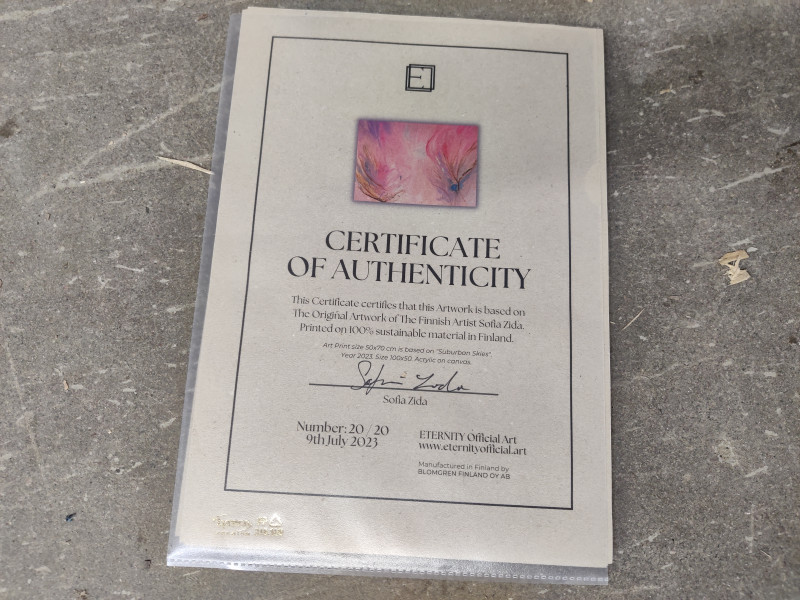 E
CERTIFICATE
OF AUTHENTICITY
This Certificate certifies that this Artwork is based on
The Original Artwork of The Finnish Artist Sofia Zida.
Printed on 100% sustainable material in Finland.
Art Print size 50x70 cm is based on "Suburban Skies".
Year 2023. Size 100x50. Acrylic on canvas.
Sofia Zida
Number: 20 / 20
9th July 2023
ETERNITY Official Art
www.eternityofficial.art
Manufactured in Finland by
BLOMGREN FINLAND OY AB